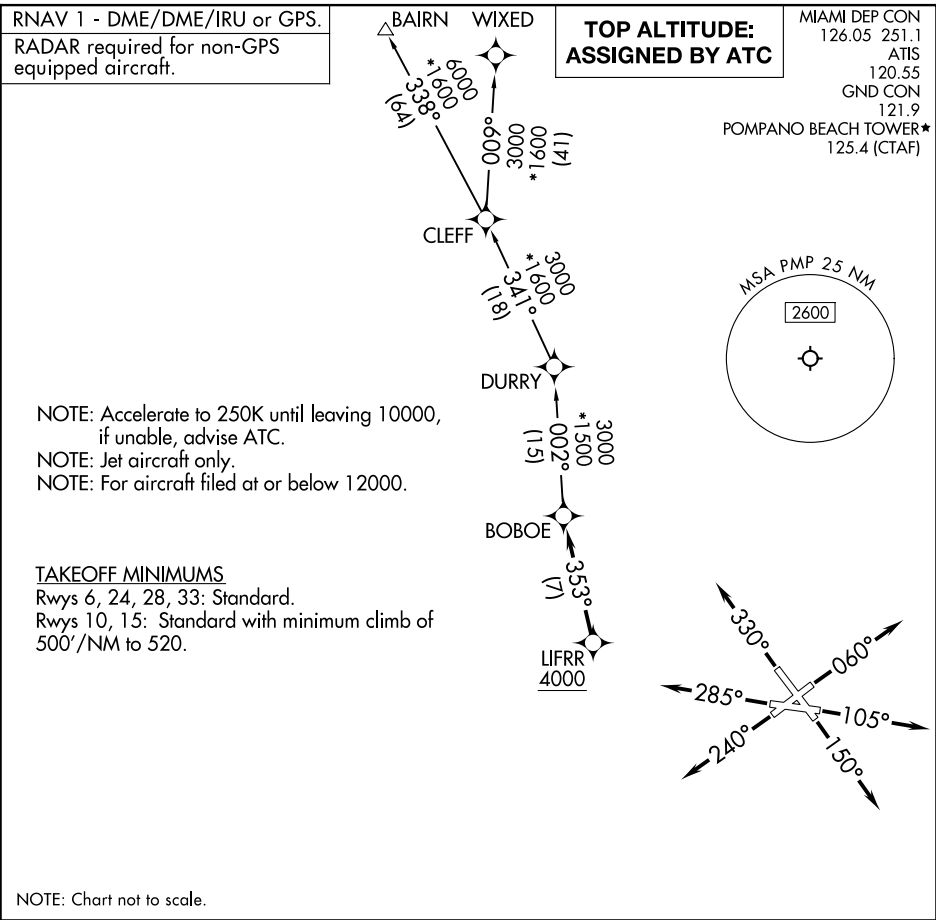 RNAV 1 - DME/DME/IRU or GPS.
RADAR required for non-GPS
equipped aircraft.
BAIRN
WIXED
TOP ALTITUDE:
ASSIGNED BY ATC
MIAMI DEP CON
126.05 251.1
ATIS
120.55
GND CON
121.9
POMPANO BEACH TOWER★
125.4 (CTAF)
6000
*1600
338°
(64)
009°
3000
*1600
(41)
CLEFF
3000
*1600
341°
(18)
MSA PMP 25 NM
2600
DURRY
3000
*1500
002°
(15)
NOTE: Accelerate to 250K until leaving 10000,
if unable, advise ATC.
NOTE: Jet aircraft only.
NOTE: For aircraft filed at or below 12000.
BOBOE
353°
(7)
TAKEOFF MINIMUMS
Rwys 6, 24, 28, 33: Standard.
Rwys 10, 15: Standard with minimum climb of
500'/NM to 520.
LIFRR
4000
330°
060°
285°
105°
240°
150°
NOTE: Chart not to scale.